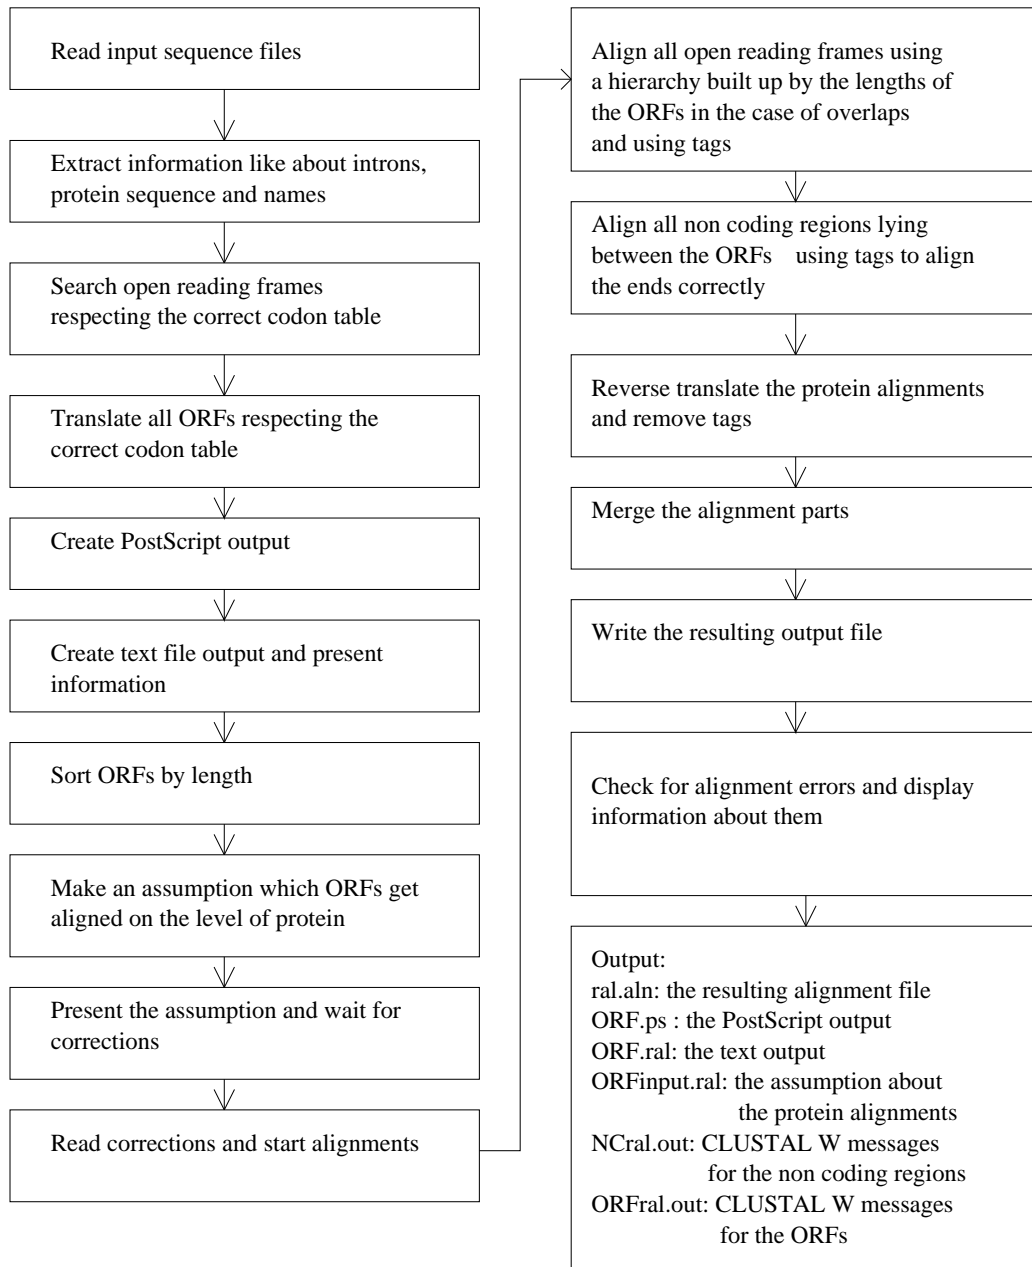 Read input sequence files
Extract information like about introns,
protein sequence and names
Search open reading frames
respecting the correct codon table
Translate all ORFs respecting the
correct codon table
Create PostScript output
Create text file output and present
information
Sort ORFs by length
Make an assumption which ORFs get
aligned on the level of protein
Present the assumption and wait for
corrections
Read corrections and start alignments
Align all open reading frames using
a hierarchy built up by the lengths of
the ORFs in the case of overlaps
and using tags
Align all non coding regions lying
between the ORFs using tags to align
the ends correctly
Reverse translate the protein alignments
and remove tags
Merge the alignment parts
Write the resulting output file
Check for alignment errors and display
information about them
Output:
ral.aln: the resulting alignment file
ORF.ps : the PostScript output
ORF.ral: the text output
ORFinput.ral: the assumption about
the protein alignments
NCral.out: CLUSTAL W messages
for the non coding regions
ORFral.out: CLUSTAL W messages
for the ORFs